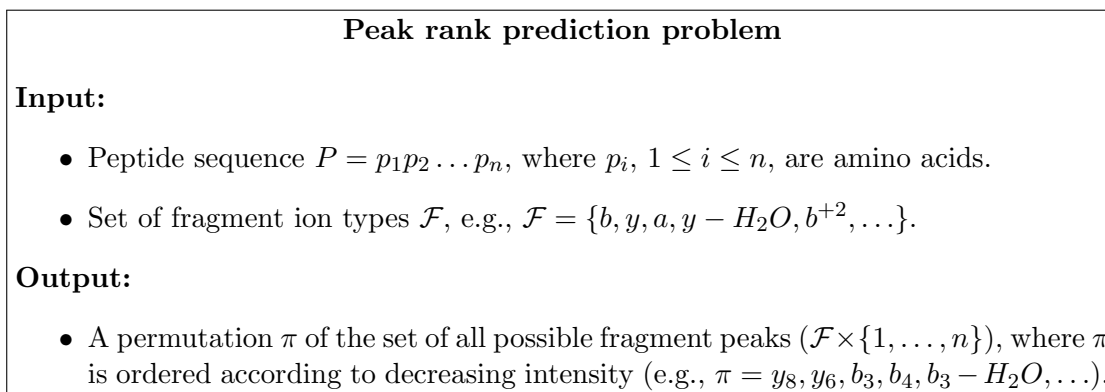 Peak rank prediction problem
Input:
• Peptide sequence P = p₁p₂ . . . pₙ, where pᵢ, 1 ≤ i ≤ n, are amino acids.
• Set of fragment ion types ℱ, e.g., ℱ = {b, y, a, y − H₂O, b⁺², . . .}.
Output:
• A permutation π of the set of all possible fragment peaks (ℱ×{1, . . . , n}), where π
is ordered according to decreasing intensity (e.g., π = y₈, y₆, b₃, b₄, b₃ − H₂O, . . .).